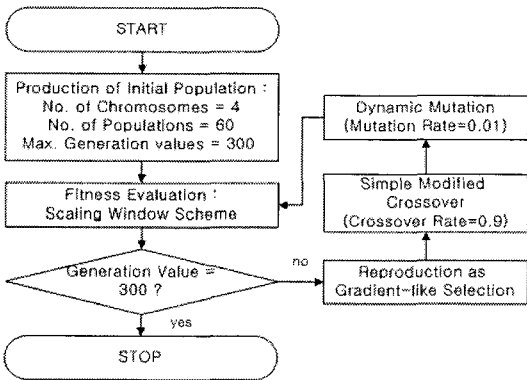 START
Production of Initial Population :
No. of Chromosomes = 4
No. of Populations = 60
Max. Generation values = 300
Fitness Evaluation :
Scaling Window Scheme
Generation Value =
300 ?
no
yes
STOP
Reproduction as
Gradient-like Selection
Simple Modified
Crossover
(Crossover Rate=0.9)
Dynamic Mutation
(Mutation Rate=0.01)